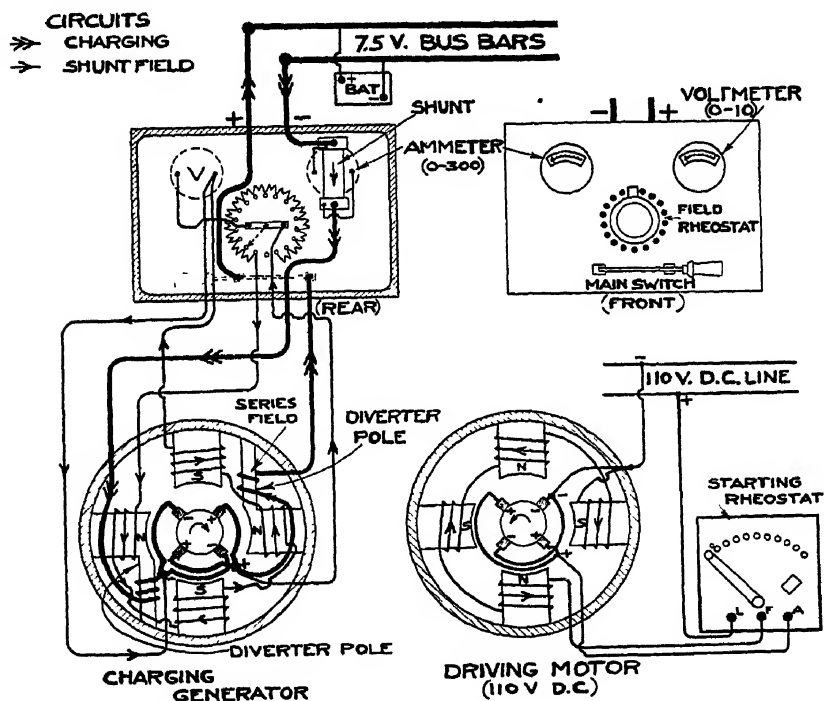 CIRCUITS
CHARGING
SHUNT FIELD
7.5 V. BUS BARS
+
BAT
-
+
-
SHUNT
AMMETER
(0-300)
V
(REAR)
-
+
VOLTMETER
(0-10)
FIELD
RHEOSTAT
MAIN SWITCH
(FRONT)
-
110 V. D.C. LINE
+
SERIES
FIELD
DIVERTER
POLE
S
N
N
S
-
+
+
-
+
DIVERTER POLE
CHARGING
GENERATOR
N
S
S
N
-
+
-
+
-
+
DRIVING MOTOR
(110 V D.C.)
STARTING
RHEOSTAT
L
F
A